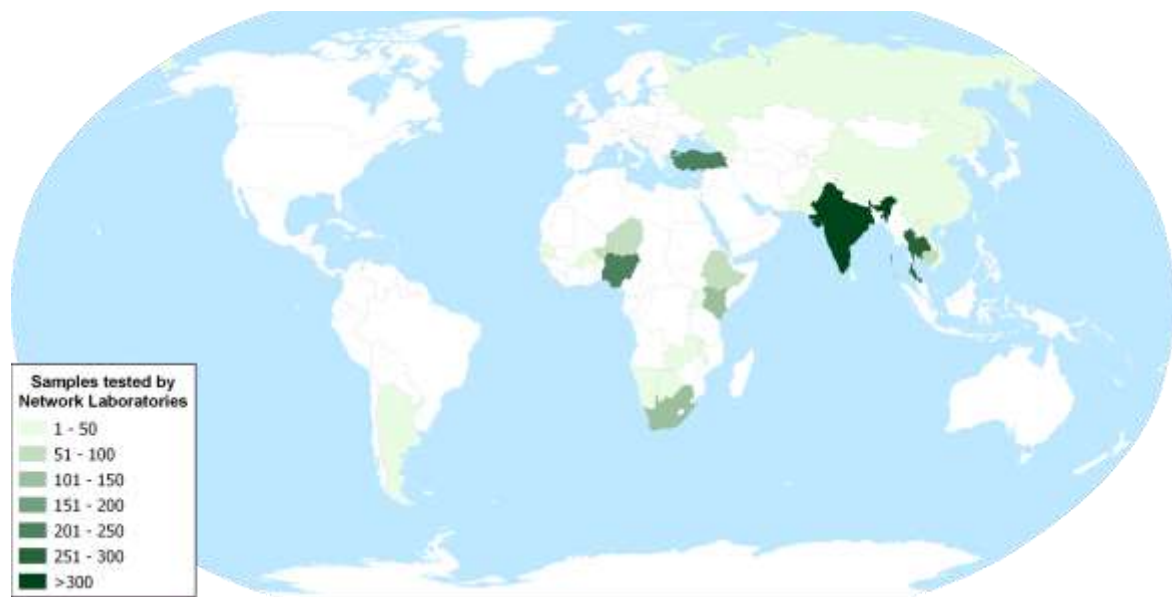 Samples tested by
Network Laboratories
1 - 50
51 - 100
101 - 150
151 - 200
201 - 250
251 - 300
>300